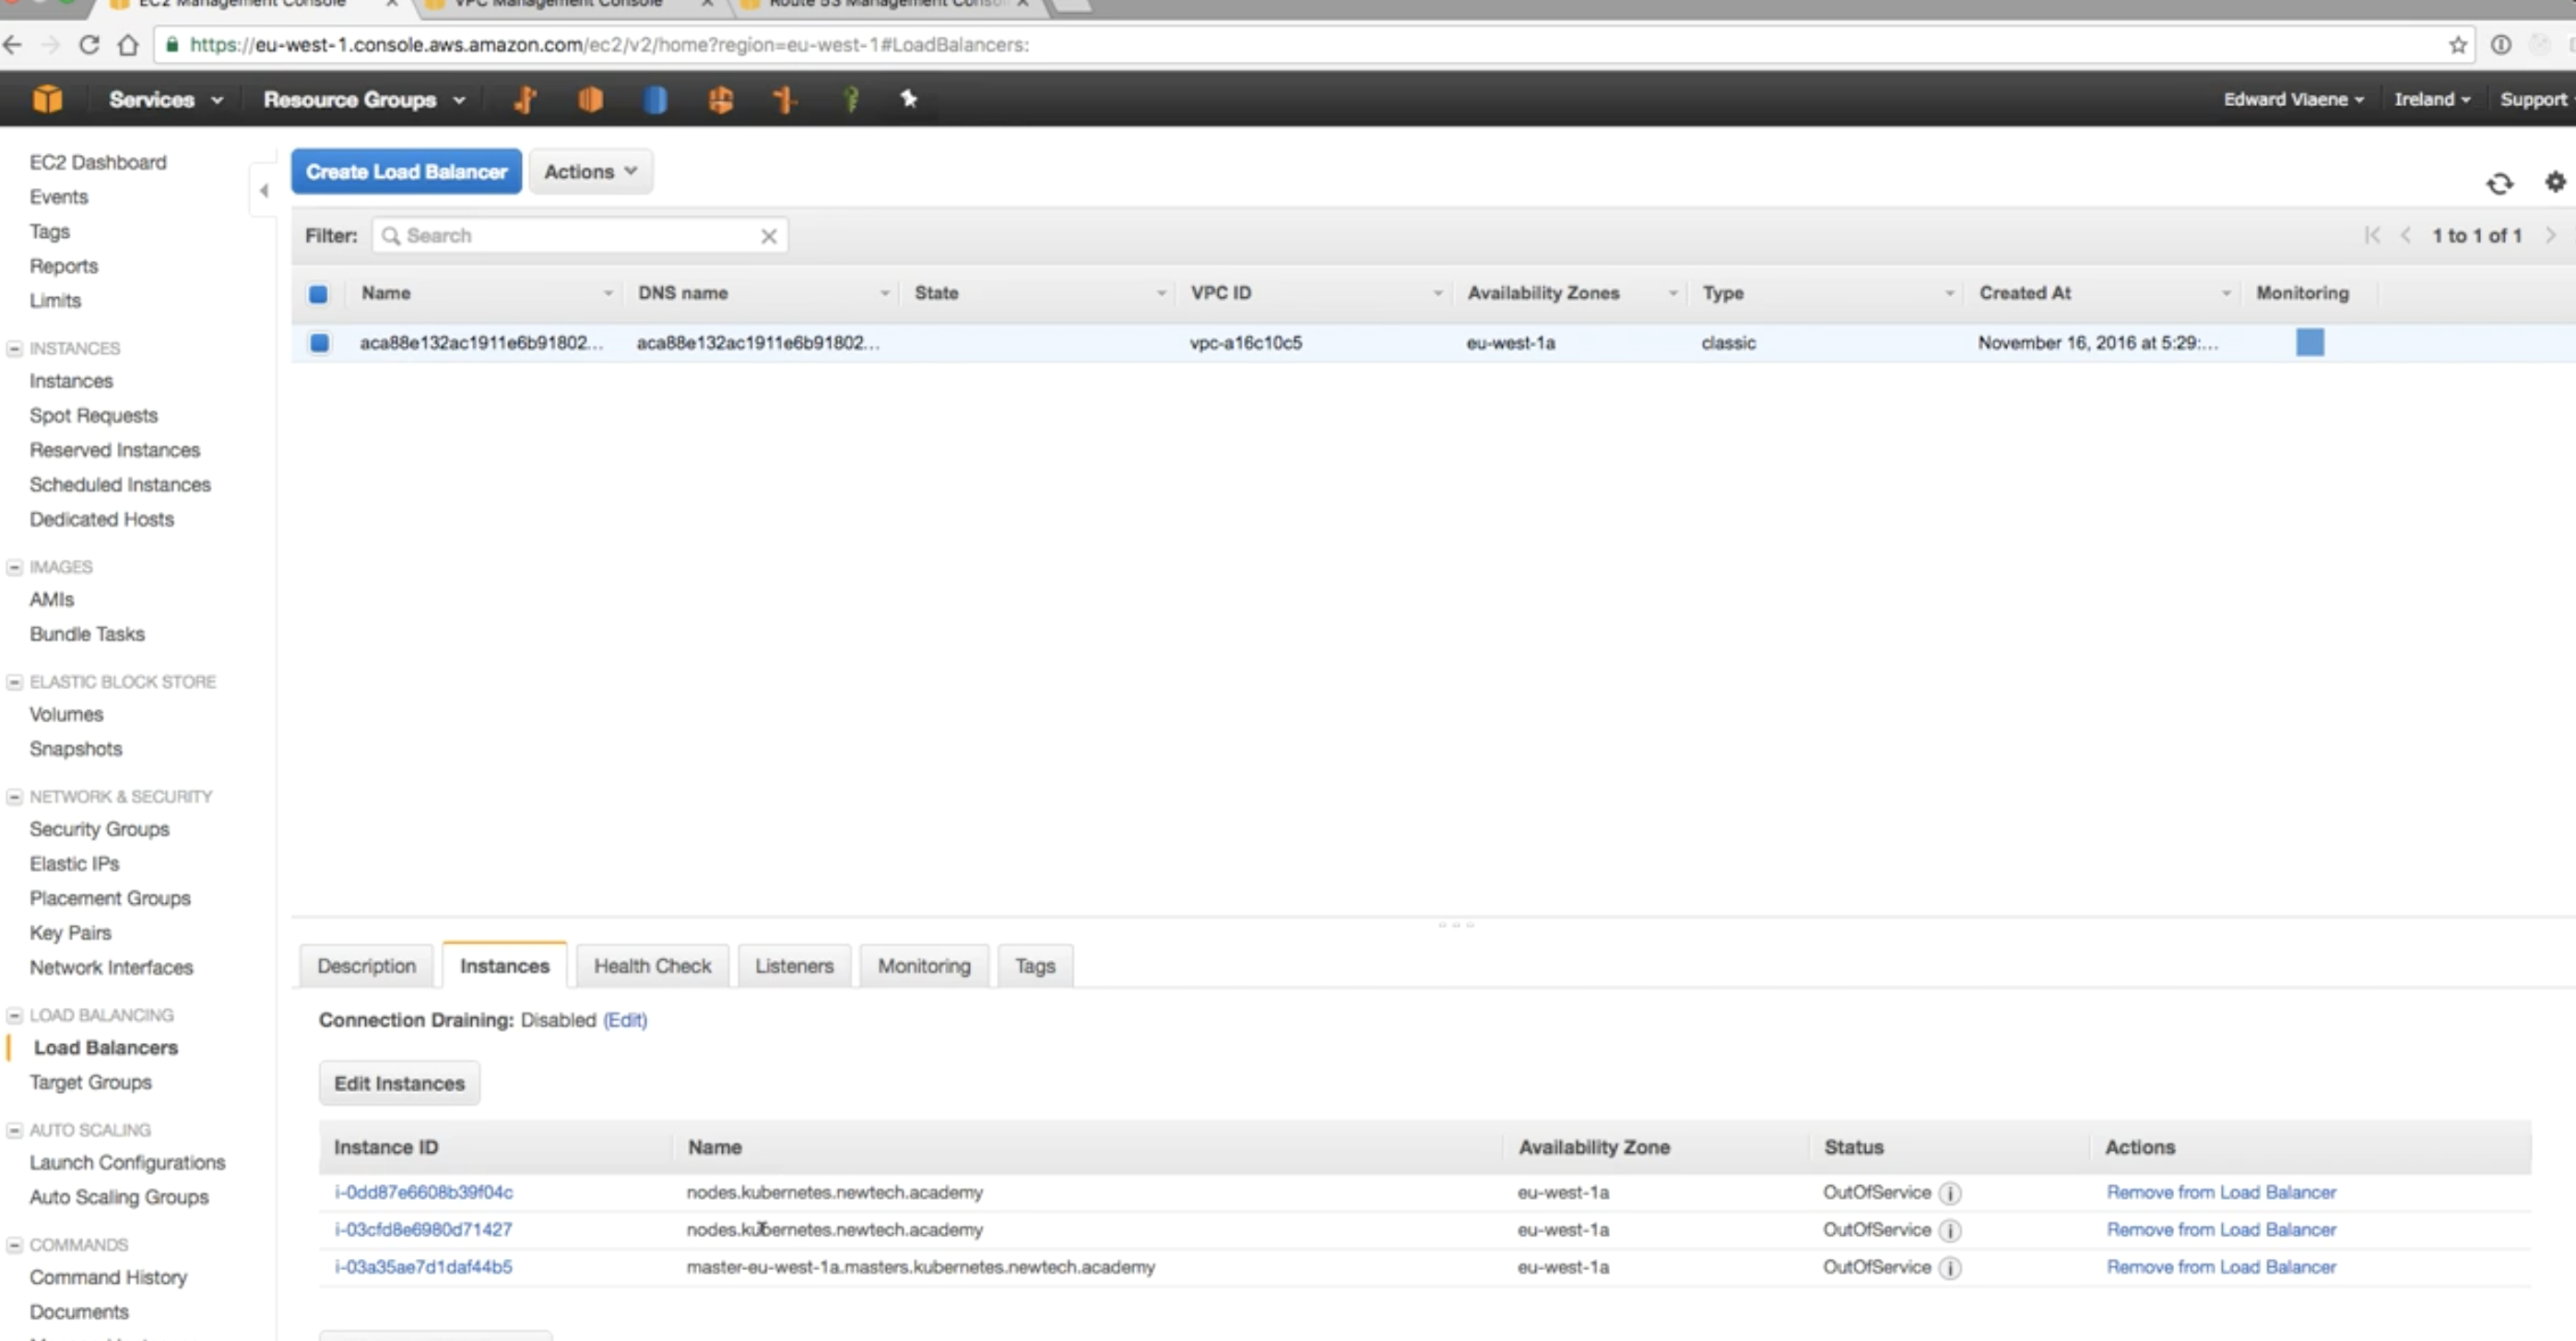 EC2 Management Console
VPC Management Console
Route 53 Management Conso
https://eu-west-1.console.aws.amazon.com/ec2/v2/home?region=eu-west-1#LoadBalancers:
Services
Resource Groups
Edward Viaene
Ireland
Support
EC2 Dashboard
Events
Tags
Reports
Limits
INSTANCES
Instances
Spot Requests
Reserved Instances
Scheduled Instances
Dedicated Hosts
IMAGES
AMIs
Bundle Tasks
ELASTIC BLOCK STORE
Volumes
Snapshots
NETWORK & SECURITY
Security Groups
Elastic IPs
Placement Groups
Key Pairs
Network Interfaces
LOAD BALANCING
Load Balancers
Target Groups
AUTO SCALING
Launch Configurations
Auto Scaling Groups
COMMANDS
Command History
Documents
Create Load Balancer
Actions
Filter: Search
1 to 1 of 1
Name DNS name State VPC ID Availability Zones Type Created At Monitoring
aca88e132ac1911e6b91802... aca88e132ac1911e6b91802... vpc-a16c10c5 eu-west-1a classic November 16, 2016 at 5:29:...
Description Instances Health Check Listeners Monitoring Tags
Connection Draining: Disabled (Edit)
Edit Instances
Instance ID Name Availability Zone Status Actions
i-0dd87e6608b39f04c nodes.kubernetes.newtech.academy eu-west-1a OutOfService i Remove from Load Balancer
i-03cfd8e6980d71427 nodes.kubernetes.newtech.academy eu-west-1a OutOfService i Remove from Load Balancer
i-03a35ae7d1daf44b5 master-eu-west-1a.masters.kubernetes.newtech.academy eu-west-1a OutOfService i Remove from Load Balancer